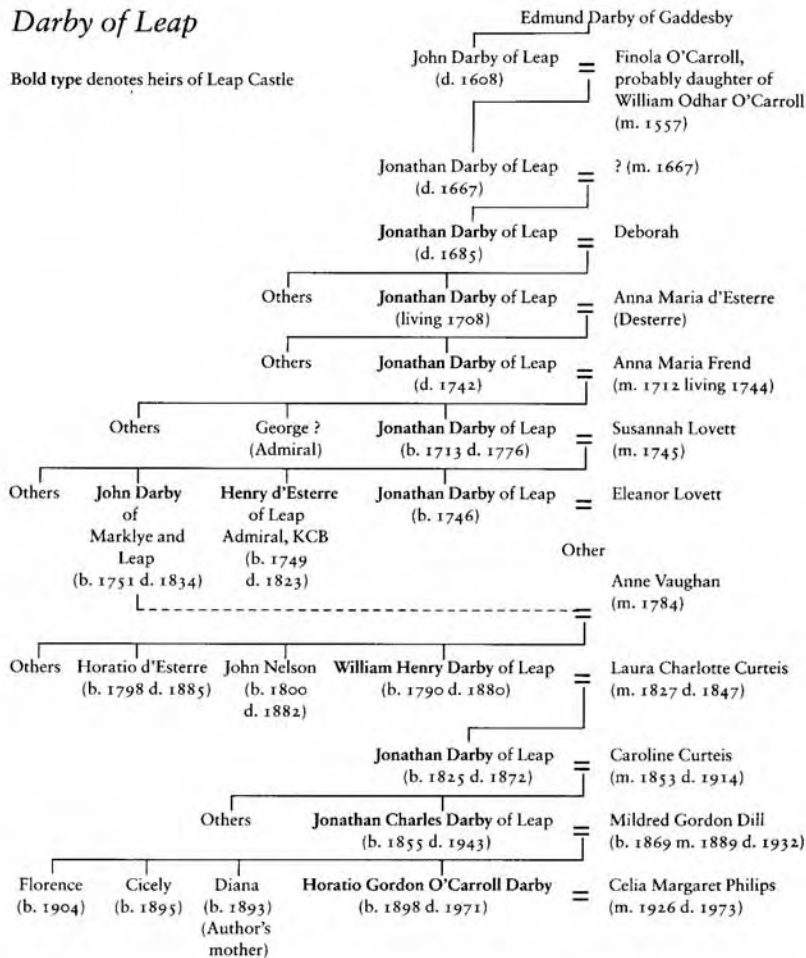 Darby of Leap
Bold type denotes heirs of Leap Castle
Edmund Darby of Gaddesby
John Darby of Leap
(d. 1608)
=
Finola O'Carroll,
probably daughter of
William Odhar O'Carroll
(m. 1557)
Jonathan Darby of Leap
(d. 1667)
=
? (m. 1667)
Jonathan Darby of Leap
(d. 1685)
=
Deborah
Others
Jonathan Darby of Leap
(living 1708)
=
Anna Maria d'Esterre
(Desterre)
Others
Jonathan Darby of Leap
(d. 1742)
=
Anna Maria Frend
(m. 1712 living 1744)
Others
George ?
(Admiral)
Jonathan Darby of Leap
(b. 1713 d. 1776)
=
Susannah Lovett
(m. 1745)
Others
John Darby
of
Marklye and
Leap
(b. 1751 d. 1834)
Henry d'Esterre
of Leap
Admiral, KCB
(b. 1749
d. 1823)
Jonathan Darby of Leap
(b. 1746)
=
Eleanor Lovett
Other
Anne Vaughan
(m. 1784)
=
Others
Horatio d'Esterre
(b. 1798 d. 1885)
John Nelson
(b. 1800
d. 1882)
William Henry Darby of Leap
(b. 1790 d. 1880)
=
Laura Charlotte Curteis
(m. 1827 d. 1847)
Jonathan Darby of Leap
(b. 1825 d. 1872)
=
Caroline Curteis
(m. 1853 d. 1914)
Others
Jonathan Charles Darby of Leap
(b. 1855 d. 1943)
=
Mildred Gordon Dill
(b. 1869 m. 1889 d. 1932)
Florence
(b. 1904)
Cicely
(b. 1895)
Diana
(b. 1893)
(Author's
mother)
Horatio Gordon O'Carroll Darby
(b. 1898 d. 1971)
=
Celia Margaret Philips
(m. 1926 d. 1973)